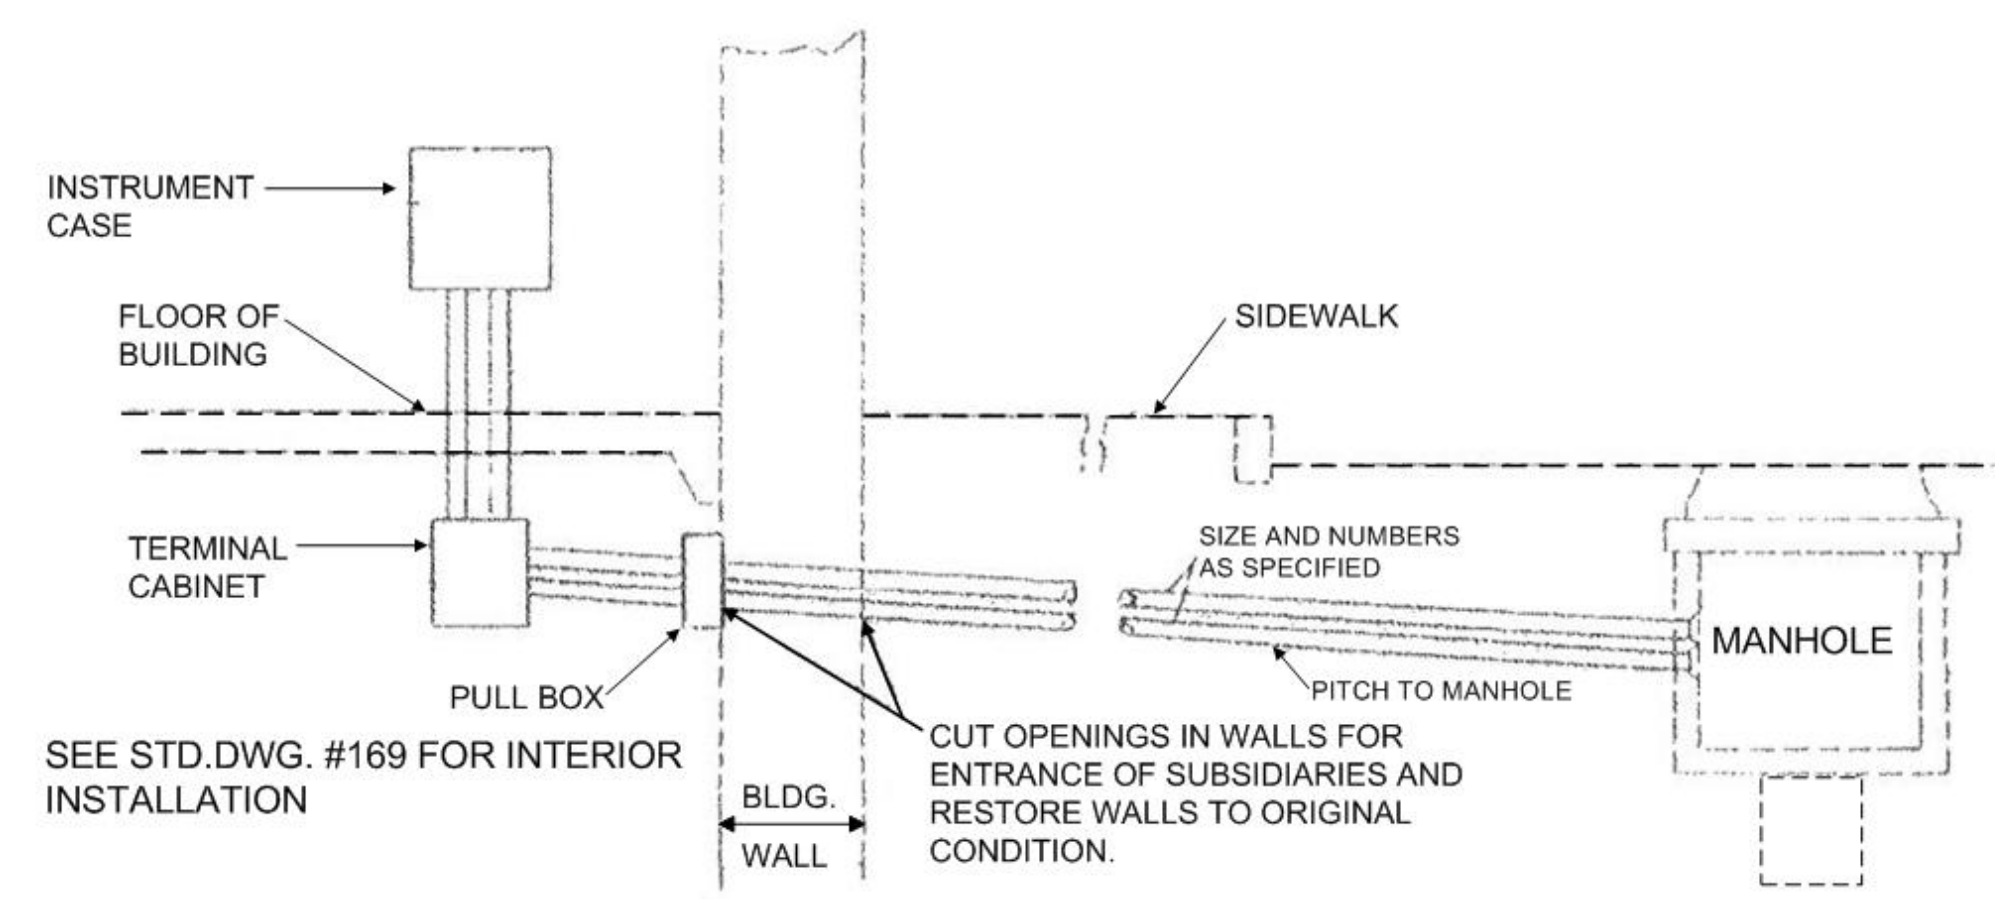 INSTRUMENT
CASE
FLOOR OF
BUILDING
SIDEWALK
TERMINAL
CABINET
SIZE AND NUMBERS
AS SPECIFIED
MANHOLE
PULL BOX
PITCH TO MANHOLE
SEE STD.DWG. #169 FOR INTERIOR
INSTALLATION
CUT OPENINGS IN WALLS FOR
ENTRANCE OF SUBSIDIARIES AND
RESTORE WALLS TO ORIGINAL
CONDITION.
BLDG.
WALL